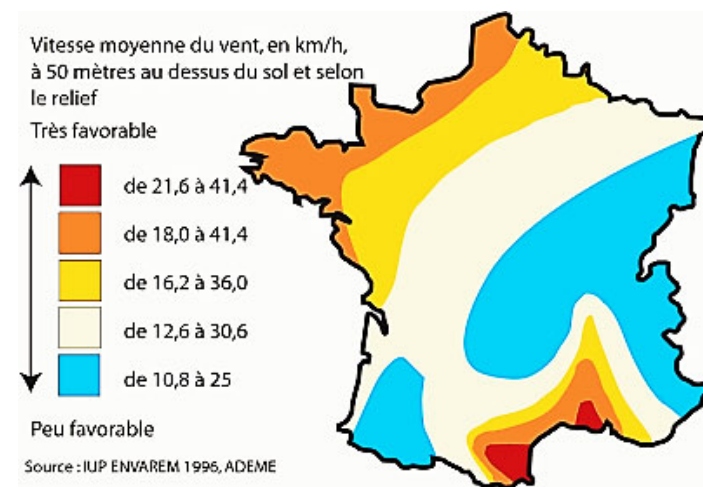 Vitesse moyenne du vent, en km/h,
à 50 mètres au dessus du sol et selon
le relief
Très favorable
de 21,6 à 41,4
de 18,0 à 41,4
de 16,2 à 36,0
de 12,6 à 30,6
de 10,8 à 25
Peu favorable
Source : IUP ENVAREM 1996, ADEME